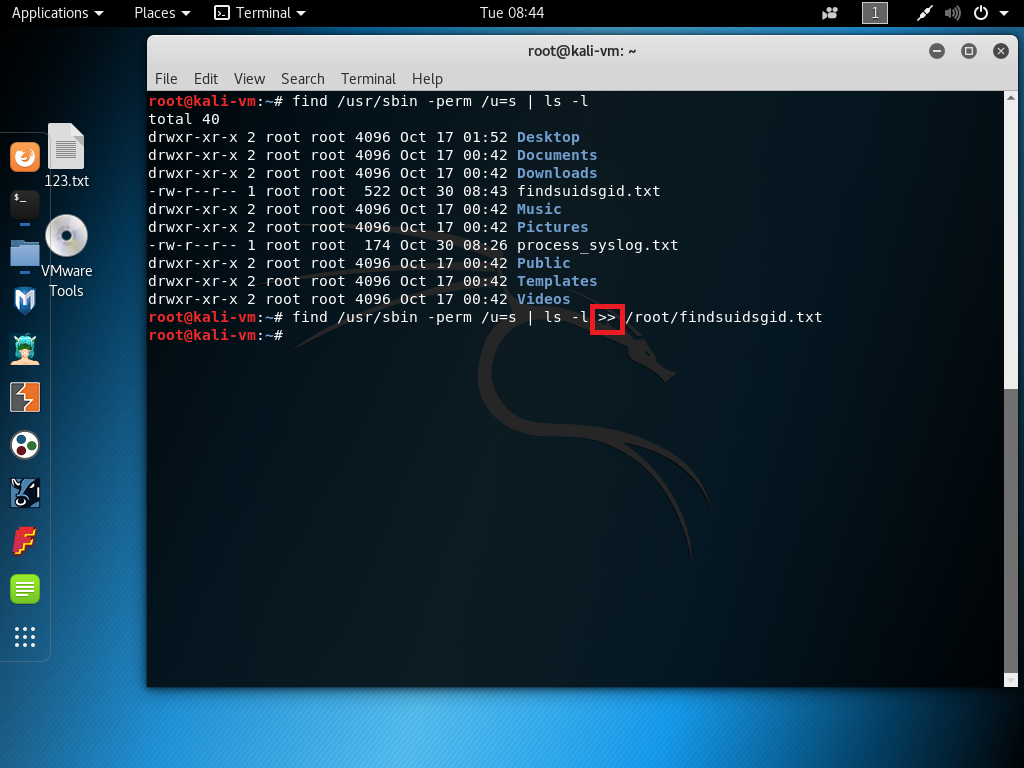 Applications Places Terminal Tue 08:44 1
root@kali-vm: ~
File Edit View Search Terminal Help
root@kali-vm:~# find /usr/sbin -perm /u=s | ls -l
total 40
drwxr-xr-x 2 root root 4096 Oct 17 01:52 Desktop
drwxr-xr-x 2 root root 4096 Oct 17 00:42 Documents
drwxr-xr-x 2 root root 4096 Oct 17 00:42 Downloads
-rw-r--r-- 1 root root  522 Oct 30 08:43 findsuidsgid.txt
drwxr-xr-x 2 root root 4096 Oct 17 00:42 Music
drwxr-xr-x 2 root root 4096 Oct 17 00:42 Pictures
-rw-r--r-- 1 root root  174 Oct 30 08:26 process_syslog.txt
drwxr-xr-x 2 root root 4096 Oct 17 00:42 Public
drwxr-xr-x 2 root root 4096 Oct 17 00:42 Templates
drwxr-xr-x 2 root root 4096 Oct 17 00:42 Videos
root@kali-vm:~# find /usr/sbin -perm /u=s | ls -l >> /root/findsuidsgid.txt
root@kali-vm:~#
123.txt
VMware
Tools